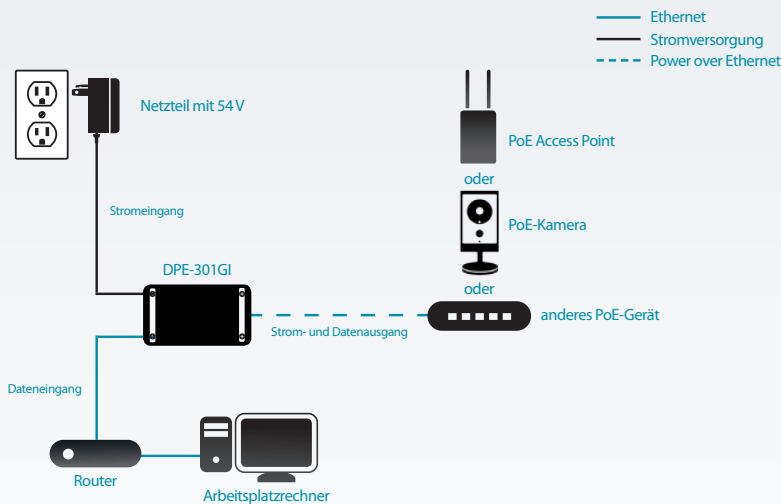 Ethernet
Stromversorgung
Power over Ethernet
Netzteil mit 54 V
PoE Access Point
oder
PoE-Kamera
Stromeingang
DPE-301GI
oder
anderes PoE-Gerät
Strom- und Datenausgang
Dateneingang
Router
Arbeitsplatzrechner